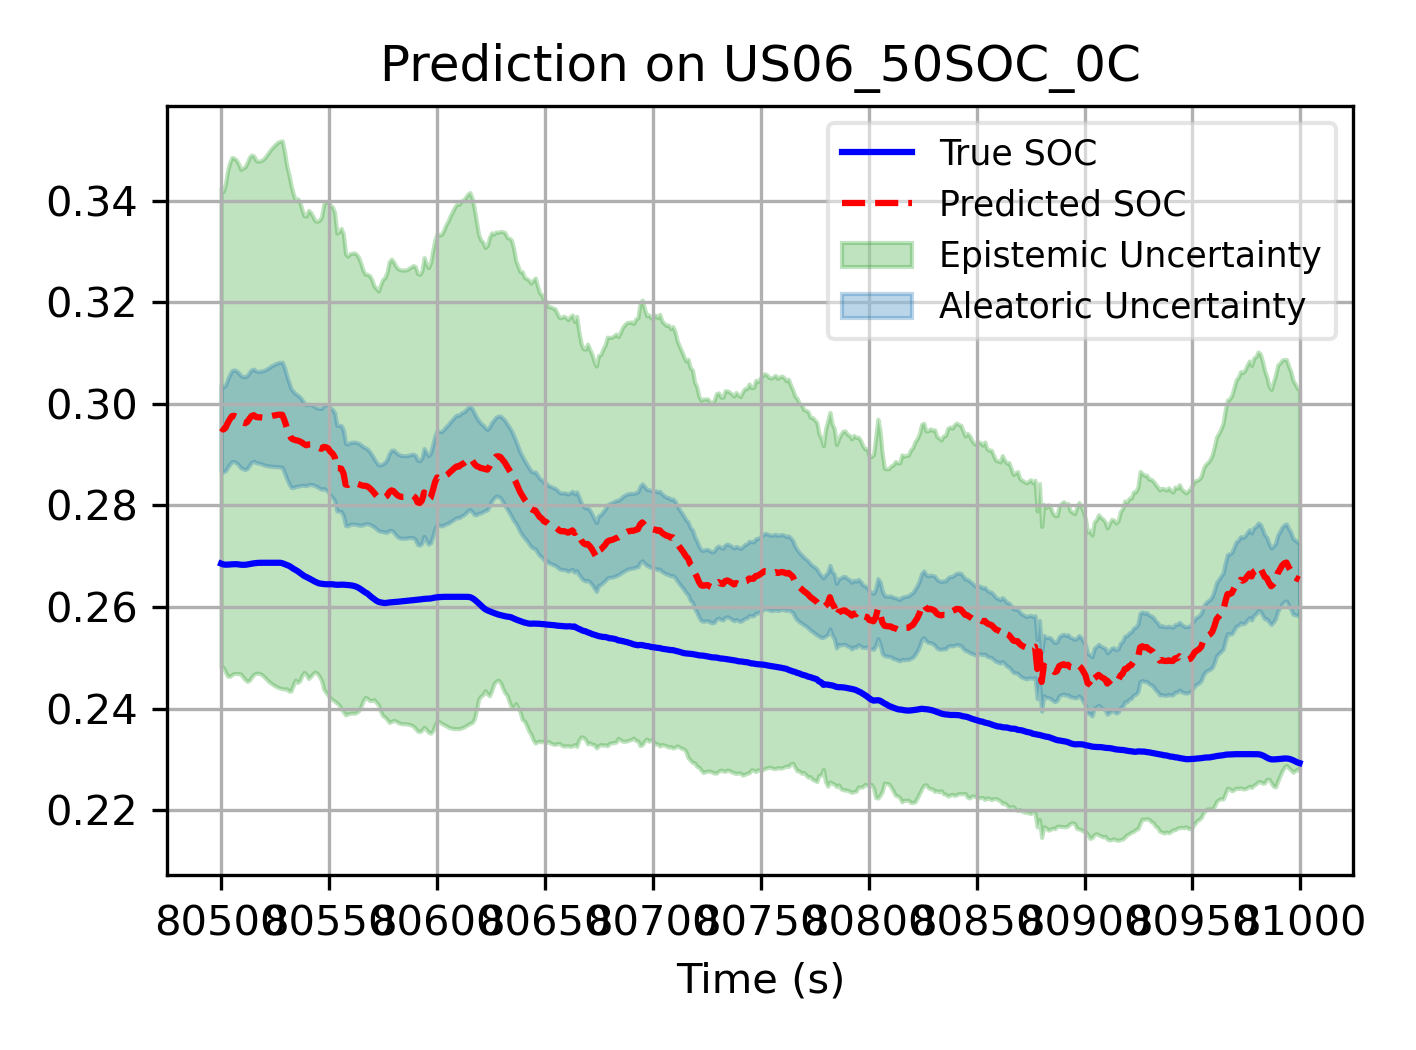 Prediction on US06_50SOC_0C
True SOC
Predicted SOC
Epistemic Uncertainty
Aleatoric Uncertainty
0.34
0.32
0.30
0.28
0.26
0.24
0.22
80500 80550 80600 80650 80700 80750 80800 80850 80900 80950 81000
Time (s)